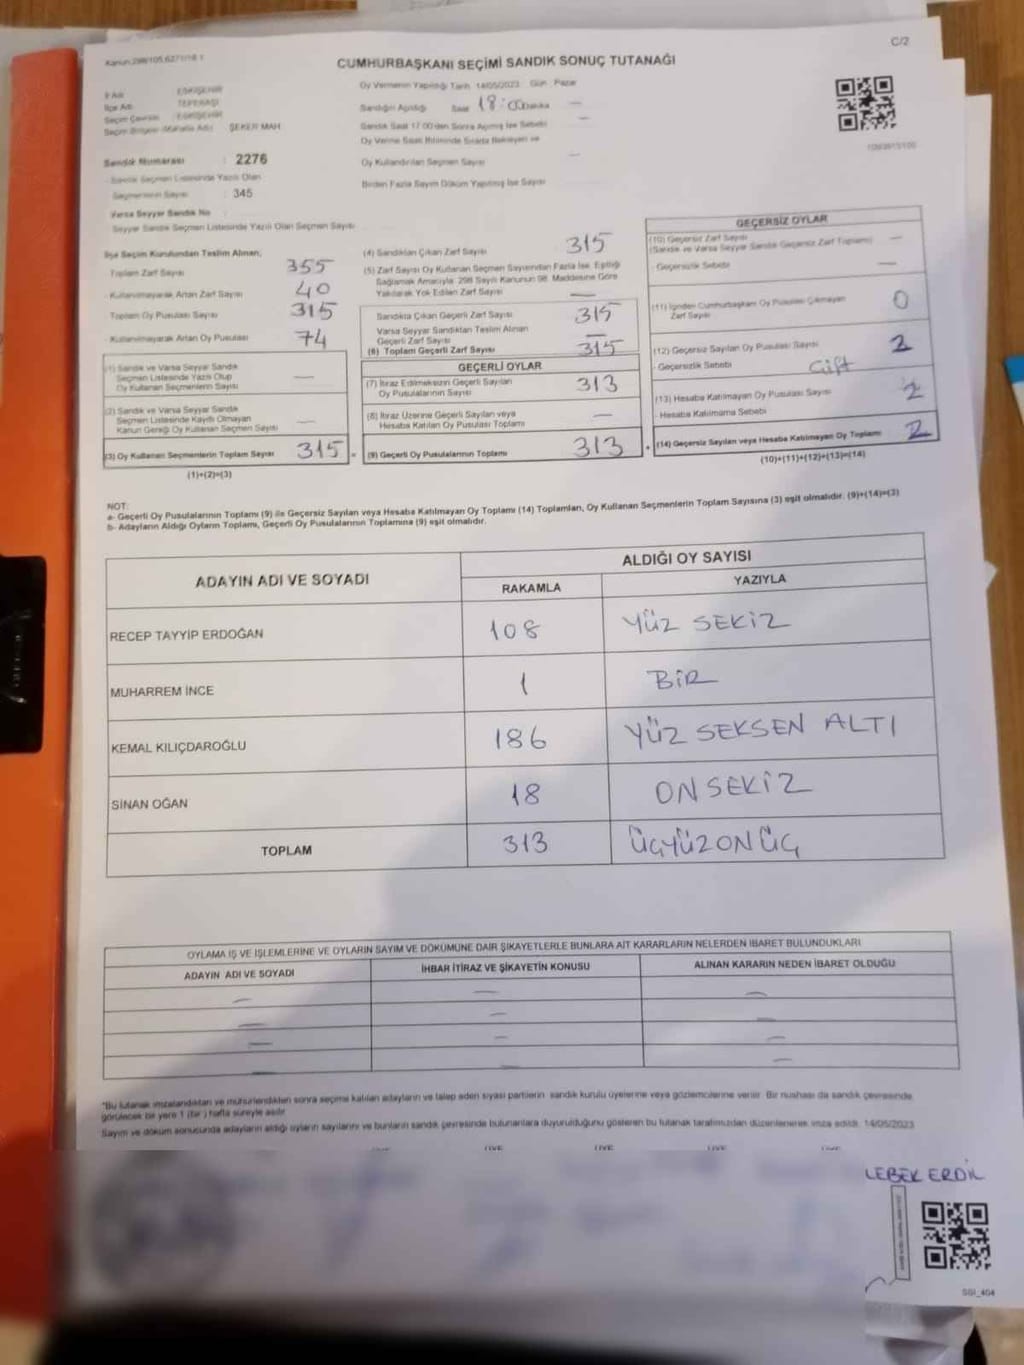 Kanun:298/105,6271/18.1
C/2
CUMHURBAŞKANI SEÇİMİ SANDIK SONUÇ TUTANAĞI
İl Adı : ESKİŞEHİR
İlçe Adı : TEPEBAŞI
Seçim Çevresi : ESKİŞEHİR
Seçim Bölgesi (Mahalle Adı) : ŞEKER MAH
Sandık Numarası : 2276
Sandık Seçmen Listesinde Yazılı Olan
Seçmenlerin Sayısı : 345
Varsa Seyyar Sandık No
Seyyar Sandık Seçmen Listesinde Yazılı Olan Seçmen Sayısı
Oy Vermenin Yapıldığı Tarih 14/05/2023 Gün Pazar
Sandığın Açıldığı Saat 18:00 Dakika —
Sandık Saat 17.00'den Sonra Açılmış İse Sebebi —
Oy Verme Saati Bitiminde Sırada Bekleyen ve
Oy Kullandırılan Seçmen Sayısı —
Birden Fazla Sayım Döküm Yapılmış İse Sayısı
İlçe Seçim Kurulundan Teslim Alınan,
Toplam Zarf Sayısı 355
Kullanılmayarak Artan Zarf Sayısı 40
Toplam Oy Pusulası Sayısı 315
Kullanılmayarak Artan Oy Pusulası 74
(1) Sandık ve Varsa Seyyar Sandık
Seçmen Listesinde Yazılı Olup
Oy Kullanan Seçmenlerin Sayısı —
(2) Sandık ve Varsa Seyyar Sandık
Seçmen Listesinde Kayıtlı Olmayan
Kanun Gereği Oy Kullanan Seçmen Sayısı —
(3) Oy Kullanan Seçmenlerin Toplam Sayısı 315
(1)+(2)=(3)
(4) Sandıktan Çıkan Zarf Sayısı 315
(5) Zarf Sayısı Oy Kullanan Seçmen Sayısından Fazla İse, Eşitliği
Sağlamak Amacıyla 298 Sayılı Kanunun 98. Maddesine Göre
Yakılarak Yok Edilen Zarf Sayısı —
Sandıkta Çıkan Geçerli Zarf Sayısı 315
Varsa Seyyar Sandıktan Teslim Alınan
Geçerli Zarf Sayısı —
(6) Toplam Geçerli Zarf Sayısı 315
GEÇERLİ OYLAR
(7) İtiraz Edilmeksizin Geçerli Sayılan
Oy Pusulalarının Sayısı 313
(8) İtiraz Üzerine Geçerli Sayılan veya
Hesaba Katılan Oy Pusulası Toplamı —
(9) Geçerli Oy Pusulalarının Toplamı 313
GEÇERSİZ OYLAR
(10) Geçersiz Zarf Sayısı —
(Sandık ve Varsa Seyyar Sandık Geçersiz Zarf Toplamı)
Geçersizlik Sebebi —
(11) İçinden Cumhurbaşkanı Oy Pusulası Çıkmayan
Zarf Sayısı 0
(12) Geçersiz Sayılan Oy Pusulası Sayısı 2
Geçersizlik Sebebi Çift
(13) Hesaba Katılmayan Oy Pusulası Sayısı 2
Hesaba Katılmama Sebebi
(14) Geçersiz Sayılan veya Hesaba Katılmayan Oy Toplamı 2
(10)+(11)+(12)+(13)=(14)
NOT:
a- Geçerli Oy Pusulalarının Toplamı (9) ile Geçersiz Sayılan veya Hesaba Katılmayan Oy Toplamı (14) Toplamları, Oy Kullanan Seçmenlerin Toplam Sayısına (3) eşit olmalıdır. (9)+(14)=(3)
b- Adayların Aldığı Oyların Toplamı, Geçerli Oy Pusulalarının Toplamına (9) eşit olmalıdır.
ADAYIN ADI VE SOYADI
ALDIĞI OY SAYISI
RAKAMLA YAZIYLA
RECEP TAYYİP ERDOĞAN 108 YÜZ SEKİZ
MUHARREM İNCE 1 BİR
KEMAL KILIÇDAROĞLU 186 YÜZ SEKSEN ALTI
SİNAN OĞAN 18 ONSEKİZ
TOPLAM 313 ÜÇYÜZONÜÇ
OYLAMA İŞ VE İŞLEMLERİNE VE OYLARIN SAYIM VE DÖKÜMÜNE DAİR ŞİKAYETLERLE BUNLARA AİT KARARLARIN NELERDEN İBARET BULUNDUKLARI
ADAYIN ADI VE SOYADI İHBAR İTİRAZ VE ŞİKAYETİN KONUSU ALINAN KARARIN NEDEN İBARET OLDUĞU
— — —
— — —
— — —
— —
*Bu tutanak imzalandıktan ve mühürlendikten sonra seçime katılan adayların ve talep eden siyasi partilerin sandık kurulu üyelerine veya gözlemcilerine verilir. Bir nushası da sandık çevresinde
görülecek bir yere 1 (bir ) hafta süreyle asılır.
Sayım ve döküm sonucunda adayların aldığı oyların sayılarını ve bunların sandık çevresinde bulunanlara duyurulduğunu gösteren bu tutanak tarafımızdan düzenlenerek imza edildi. 14/05/2023
LEBEK ERDİL
SSI_404